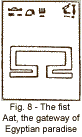 Fig. 8 - The fist
Aat, the gateway of
Egyptian paradise